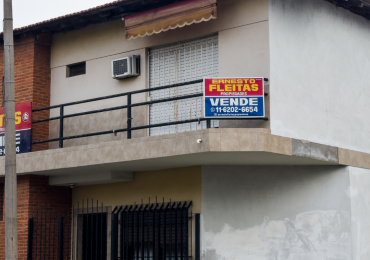 ERNESTO
FLEITAS
PROPIEDADES
VENDE
11-6202-6654